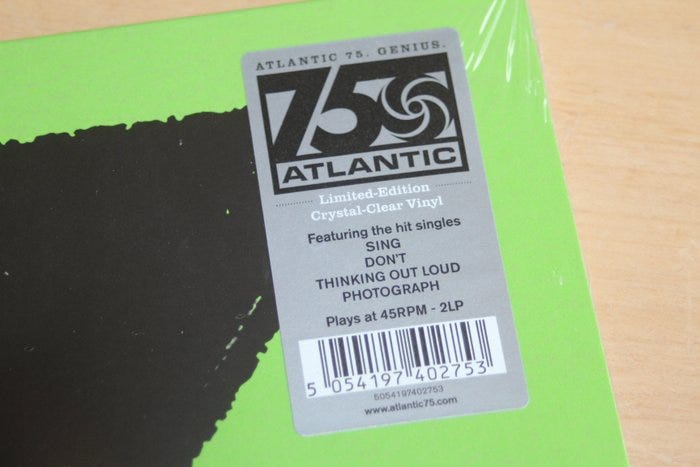 ATLANTIC 75. GENIUS.
75
ATLANTIC
Limited-Edition
Crystal-Clear Vinyl
Featuring the hit singles
SING
DON'T
THINKING OUT LOUD
PHOTOGRAPH
Plays at 45RPM - 2LP
5 054197 402753
5054197402753
www.atlantic75.com